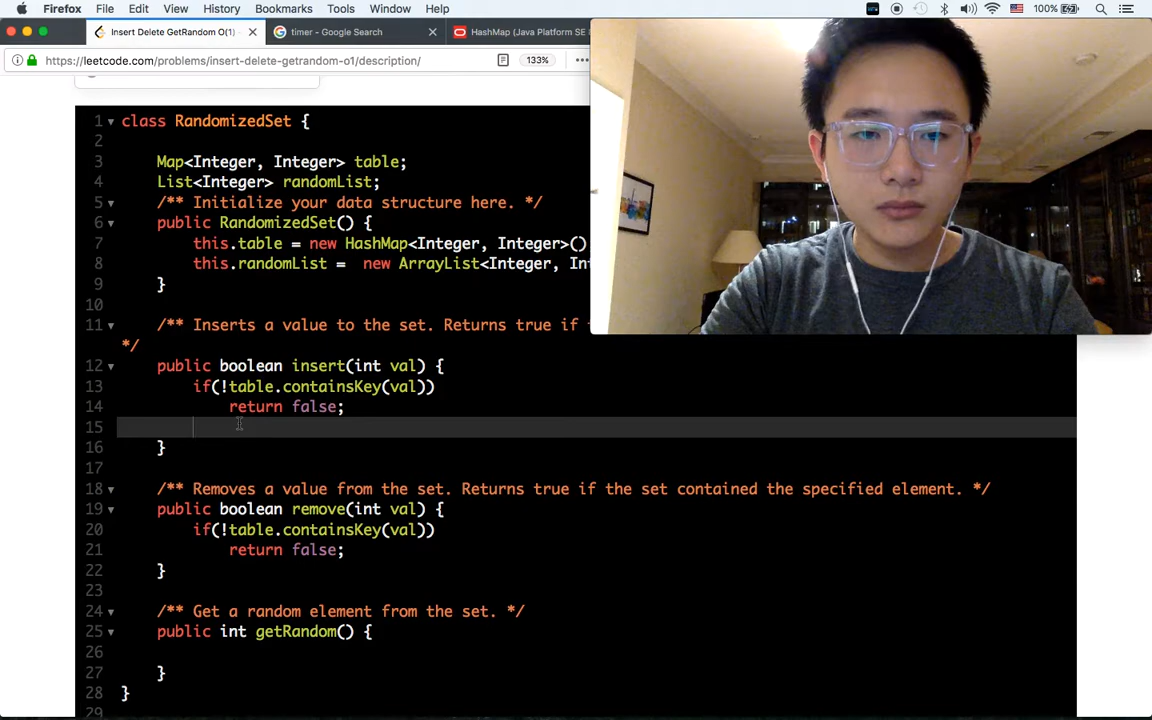 Firefox File Edit View History Bookmarks Tools Window Help 100%
Insert Delete GetRandom O(1) timer - Google Search HashMap (Java Platform SE
https://leetcode.com/problems/insert-delete-getrandom-o1/description/ 133%
1 class RandomizedSet {
2
3 Map<Integer, Integer> table;
4 List<Integer> randomList;
5 /** Initialize your data structure here. */
6 public RandomizedSet() {
7 this.table = new HashMap<Integer, Integer>()
8 this.randomList = new ArrayList<Integer, Int
9 }
10
11 /** Inserts a value to the set. Returns true if
*/
12 public boolean insert(int val) {
13 if(!table.containsKey(val))
14 return false;
15
16 }
17
18 /** Removes a value from the set. Returns true if the set contained the specified element. */
19 public boolean remove(int val) {
20 if(!table.containsKey(val))
21 return false;
22 }
23
24 /** Get a random element from the set. */
25 public int getRandom() {
26
27 }
28 }
29